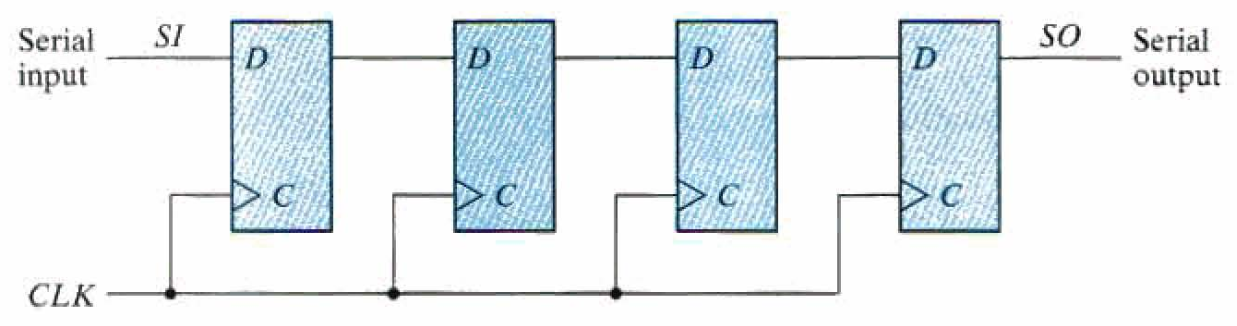 Serial input
SI
D
D
D
D
SO
Serial output
C
C
C
C
CLK